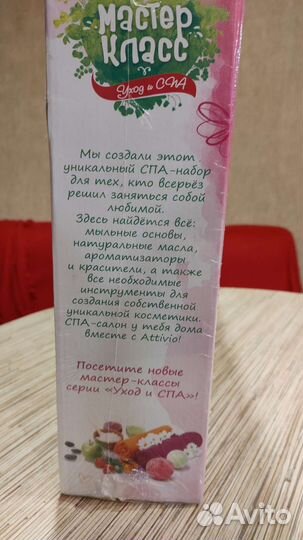 Мастер
Класс
Уход и СПА
Мы создали этот
уникальный СПА-набор
для тех, кто всерьёз
решил заняться собой
любимой.
Здесь найдётся всё:
мыльные основы,
натуральные масла,
ароматизаторы
и красители, а также
все необходимые
инструменты для
создания собственной
уникальной косметики.
СПА-салон у тебя дома
вместе с Attivio!
Посетите новые
мастер-классы
серии «Уход и СПА»!
Avito